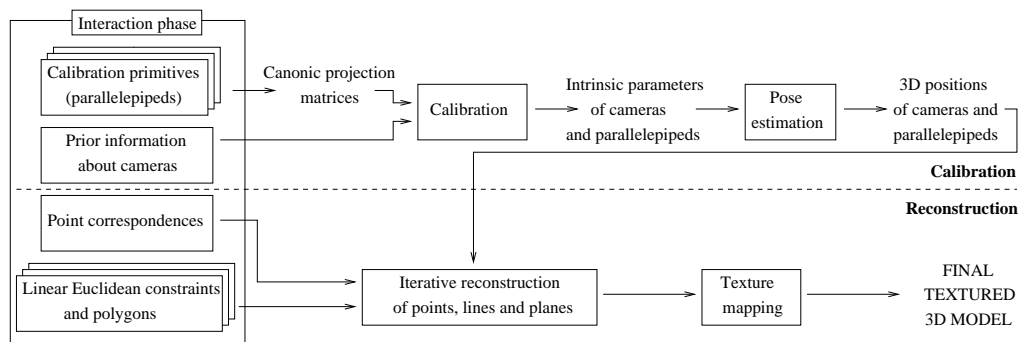 Interaction phase
Calibration primitives
(parallelepipeds)
Canonic projection
matrices
Prior information
about cameras
Calibration
Intrinsic parameters
of cameras
and parallelepipeds
Pose
estimation
3D positions
of cameras and
parallelepipeds
Calibration
Reconstruction
Point correspondences
Linear Euclidean constraints
and polygons
Iterative reconstruction
of points, lines and planes
Texture
mapping
FINAL
TEXTURED
3D MODEL